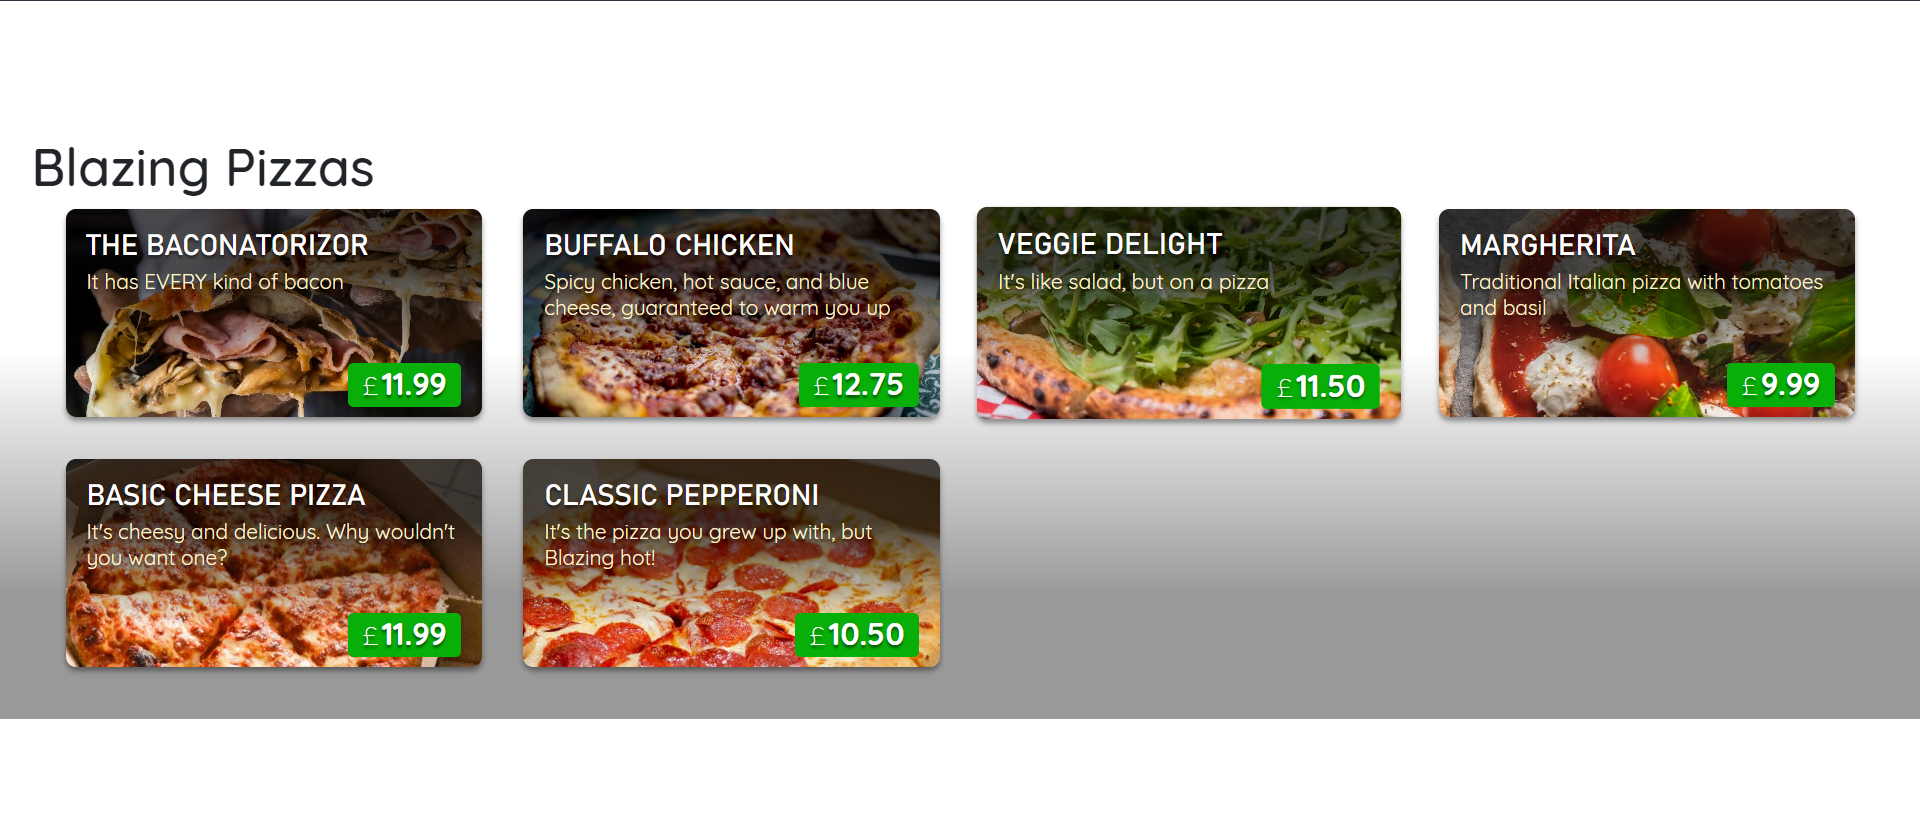 Blazing Pizzas
THE BACONATORIZOR
It has EVERY kind of bacon
£11.99
BUFFALO CHICKEN
Spicy chicken, hot sauce, and blue
cheese, guaranteed to warm you up
£12.75
VEGGIE DELIGHT
It's like salad, but on a pizza
£11.50
MARGHERITA
Traditional Italian pizza with tomatoes
and basil
£9.99
BASIC CHEESE PIZZA
It's cheesy and delicious. Why wouldn't
you want one?
£11.99
CLASSIC PEPPERONI
It's the pizza you grew up with, but
Blazing hot!
£10.50